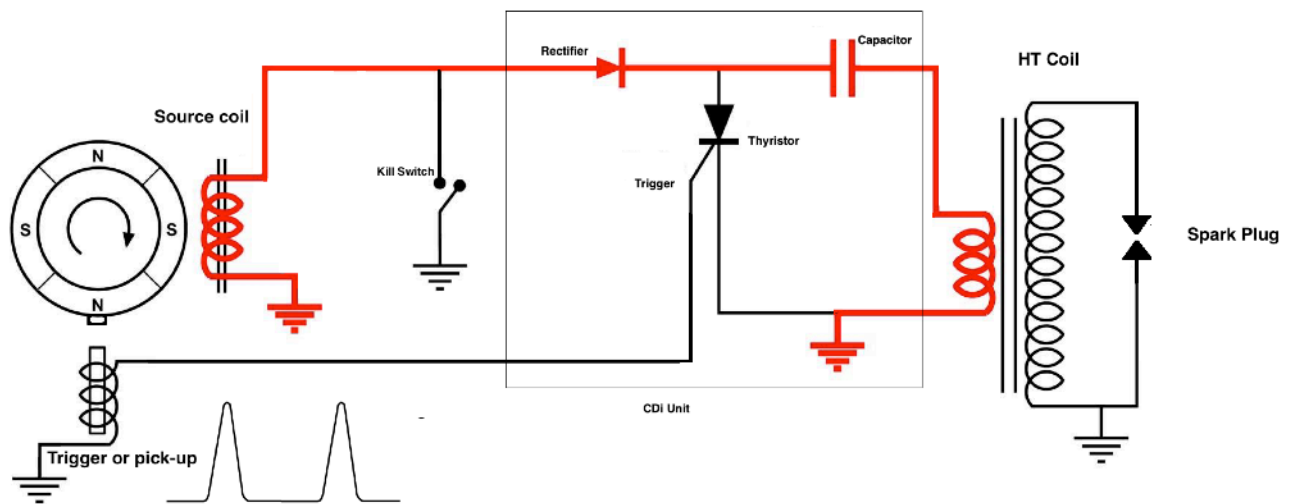 Rectifier
Capacitor
HT Coil
Source coil
N
Thyristor
Kill Switch
Trigger
S
S
Spark Plug
N
CDi Unit
Trigger or pick-up